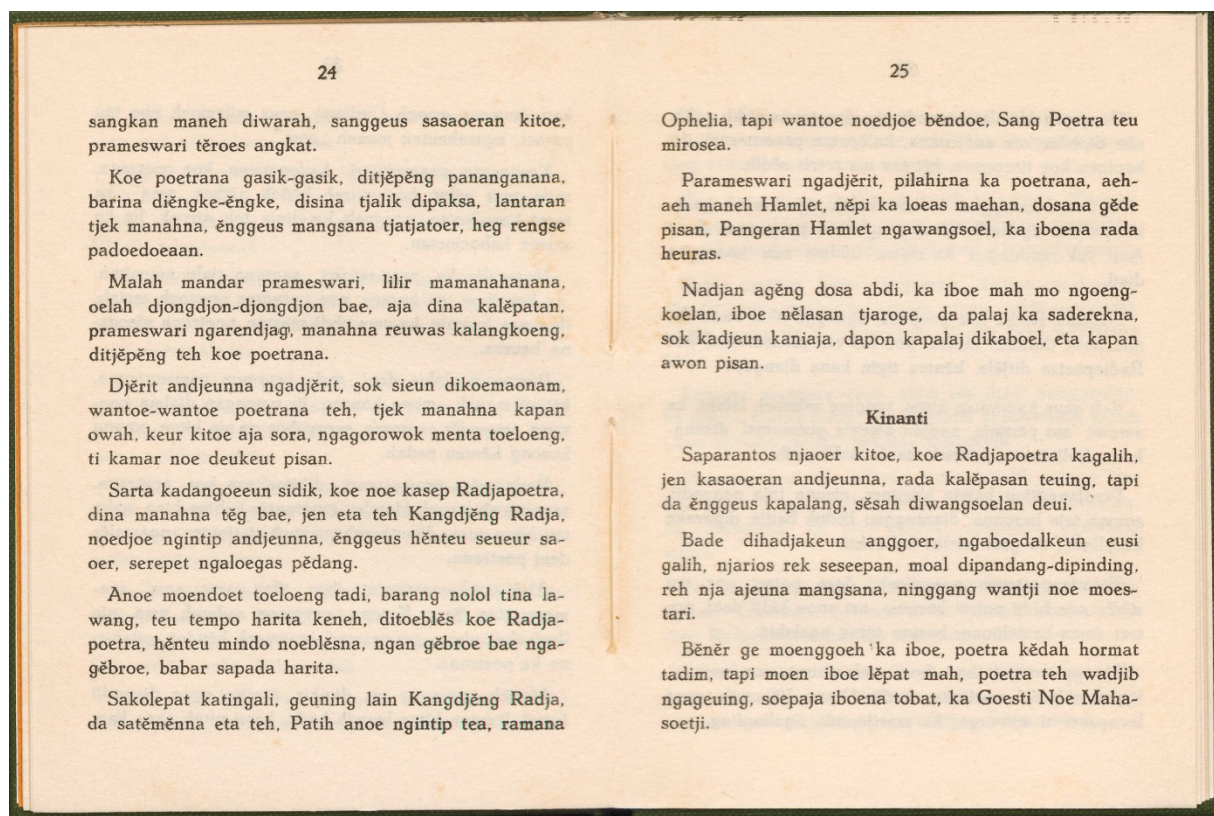 24
sangkan maneh diwarah, sanggeus sasaoeran kitoe,
prameswari tĕroes angkat.
Koe poetrana gasik-gasik, ditjĕpĕng pananganana,
barina diĕngke-ĕngke, disina tjalik dipaksa, lantaran
tjek manahna, ĕnggeus mangsana tjatjatoer, heg rengse
padoedoeaan.
Malah mandar prameswari, lilir mamanahanana,
oelah djongdjon-djongdjon bae, aja dina kalĕpatan,
prameswari ngarendjag, manahna reuwas kalangkoeng,
ditjĕpĕng teh koe poetrana.
Djĕrit andjeunna ngadjĕrit, sok sieun dikoemaonam,
wantoe-wantoe poetrana teh, tjek manahna kapan
owah, keur kitoe aja sora, ngagorowok menta toeloeng,
ti kamar noe deukeut pisan.
Sarta kadangoeeun sidik, koe noe kasep Radjapoetra,
dina manahna tĕg bae, jen eta teh Kangdjĕng Radja,
noedjoe ngintip andjeunna, ĕnggeus hĕnteu seueur sa-
oer, serepet ngaloegas pĕdang.
Anoe moendoet toeloeng tadi, barang nolol tina la-
wang, teu tempo harita keneh, ditoeblĕs koe Radja-
poetra, hĕnteu mindo noeblĕsna, ngan gĕbroe bae nga-
gĕbroe, babar sapada harita.
Sakolepat katingali, geuning lain Kangdjĕng Radja,
da satĕmĕnna eta teh, Patih anoe ngintip tea, ramana
25
Ophelia, tapi wantoe noedjoe bĕndoe, Sang Poetra teu
mirosea.
Parameswari ngadjĕrit, pilahirna ka poetrana, aeh-
aeh maneh Hamlet, nĕpi ka loeas maehan, dosana gĕde
pisan, Pangeran Hamlet ngawangsoel, ka iboena rada
heuras.
Nadjan agĕng dosa abdi, ka iboe mah mo ngoeng-
koelan, iboe nĕlasan tjaroge, da palaj ka saderekna,
sok kadjeun kaniaja, dapon kapalaj dikaboel, eta kapan
awon pisan.
Kinanti
Saparantos njaoer kitoe, koe Radjapoetra kagalih,
jen kasaoeran andjeunna, rada kalĕpasan teuing, tapi
da ĕnggeus kapalang, sĕsah diwangsoelan deui.
Bade dihadjakeun anggoer, ngaboedalkeun eusi
galih, njarios rek seseepan, moal dipandang-dipinding,
reh nja ajeuna mangsana, ninggang wantji noe moes-
tari.
Bĕnĕr ge moenggoeh ka iboe, poetra kĕdah hormat
tadim, tapi moen iboe lĕpat mah, poetra teh wadjib
ngageuing, soepaja iboena tobat, ka Goesti Noe Maha-
soetji.